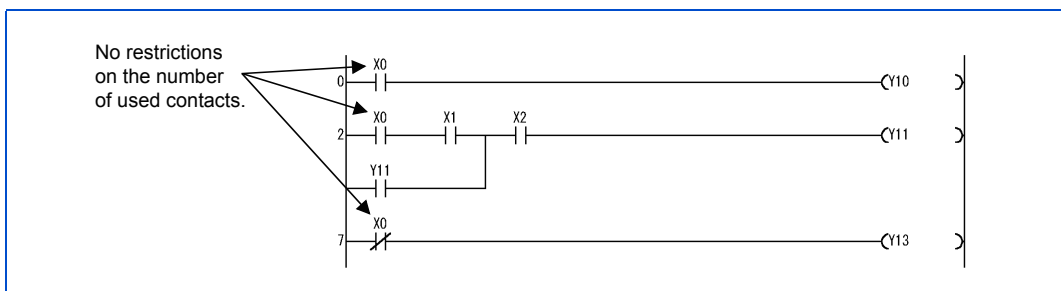 No restrictions
on the number
of used contacts.
X0
0
Y10
X0 X1 X2
2
Y11
Y11
X0
7
Y13